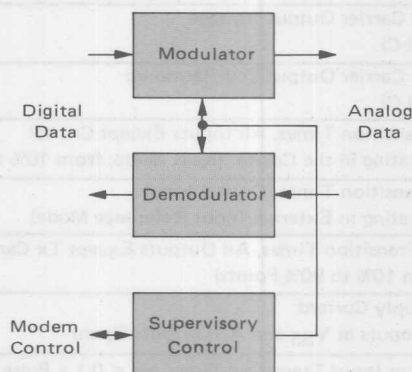 Modulator
Digital
Data
Analog
Data
Demodulator
Modem
Control
Supervisory
Control